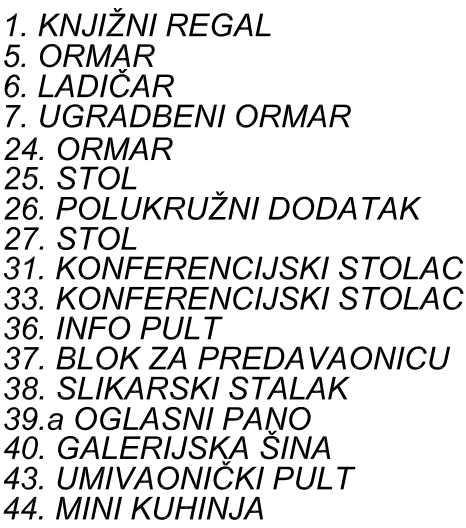 1. KNJIŽNI REGAL
5. ORMAR
6. LADIČAR
7. UGRADBENI ORMAR
24. ORMAR
25. STOL
26. POLUKRUŽNI DODATAK
27. STOL
31. KONFERENCIJSKI STOLAC
33. KONFERENCIJSKI STOLAC
36. INFO PULT
37. BLOK ZA PREDAVAONICU
38. SLIKARSKI STALAK
39.a OGLASNI PANO
40. GALERIJSKA ŠINA
43. UMIVAONIČKI PULT
44. MINI KUHINJA